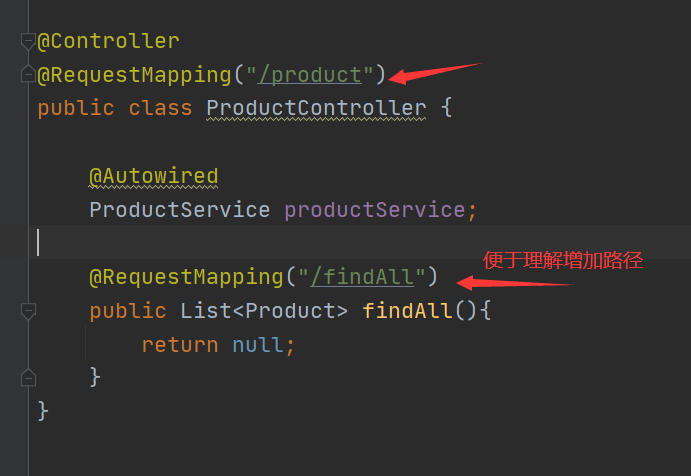 @Controller
@RequestMapping("/product")
public class ProductController {
@Autowired
ProductService productService;
便于理解增加路径
@RequestMapping("/findAll")
public List<Product> findAll(){
return null;
}
}